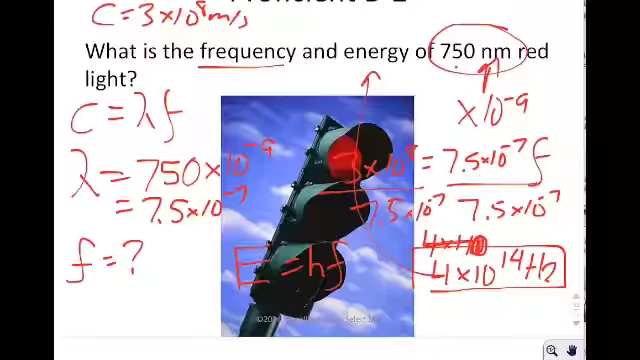 C = 3×10⁸ m/s
What is the frequency and energy of 750 nm red
light?
×10⁻⁹
C = λf
λ = 750×10⁻⁹
= 7.5×10⁻⁷
3×10⁸ = 7.5×10⁻⁷ f
7.5×10⁻⁷ 7.5×10⁻⁷
f = ?
E = hf
4×10¹⁴ Hz